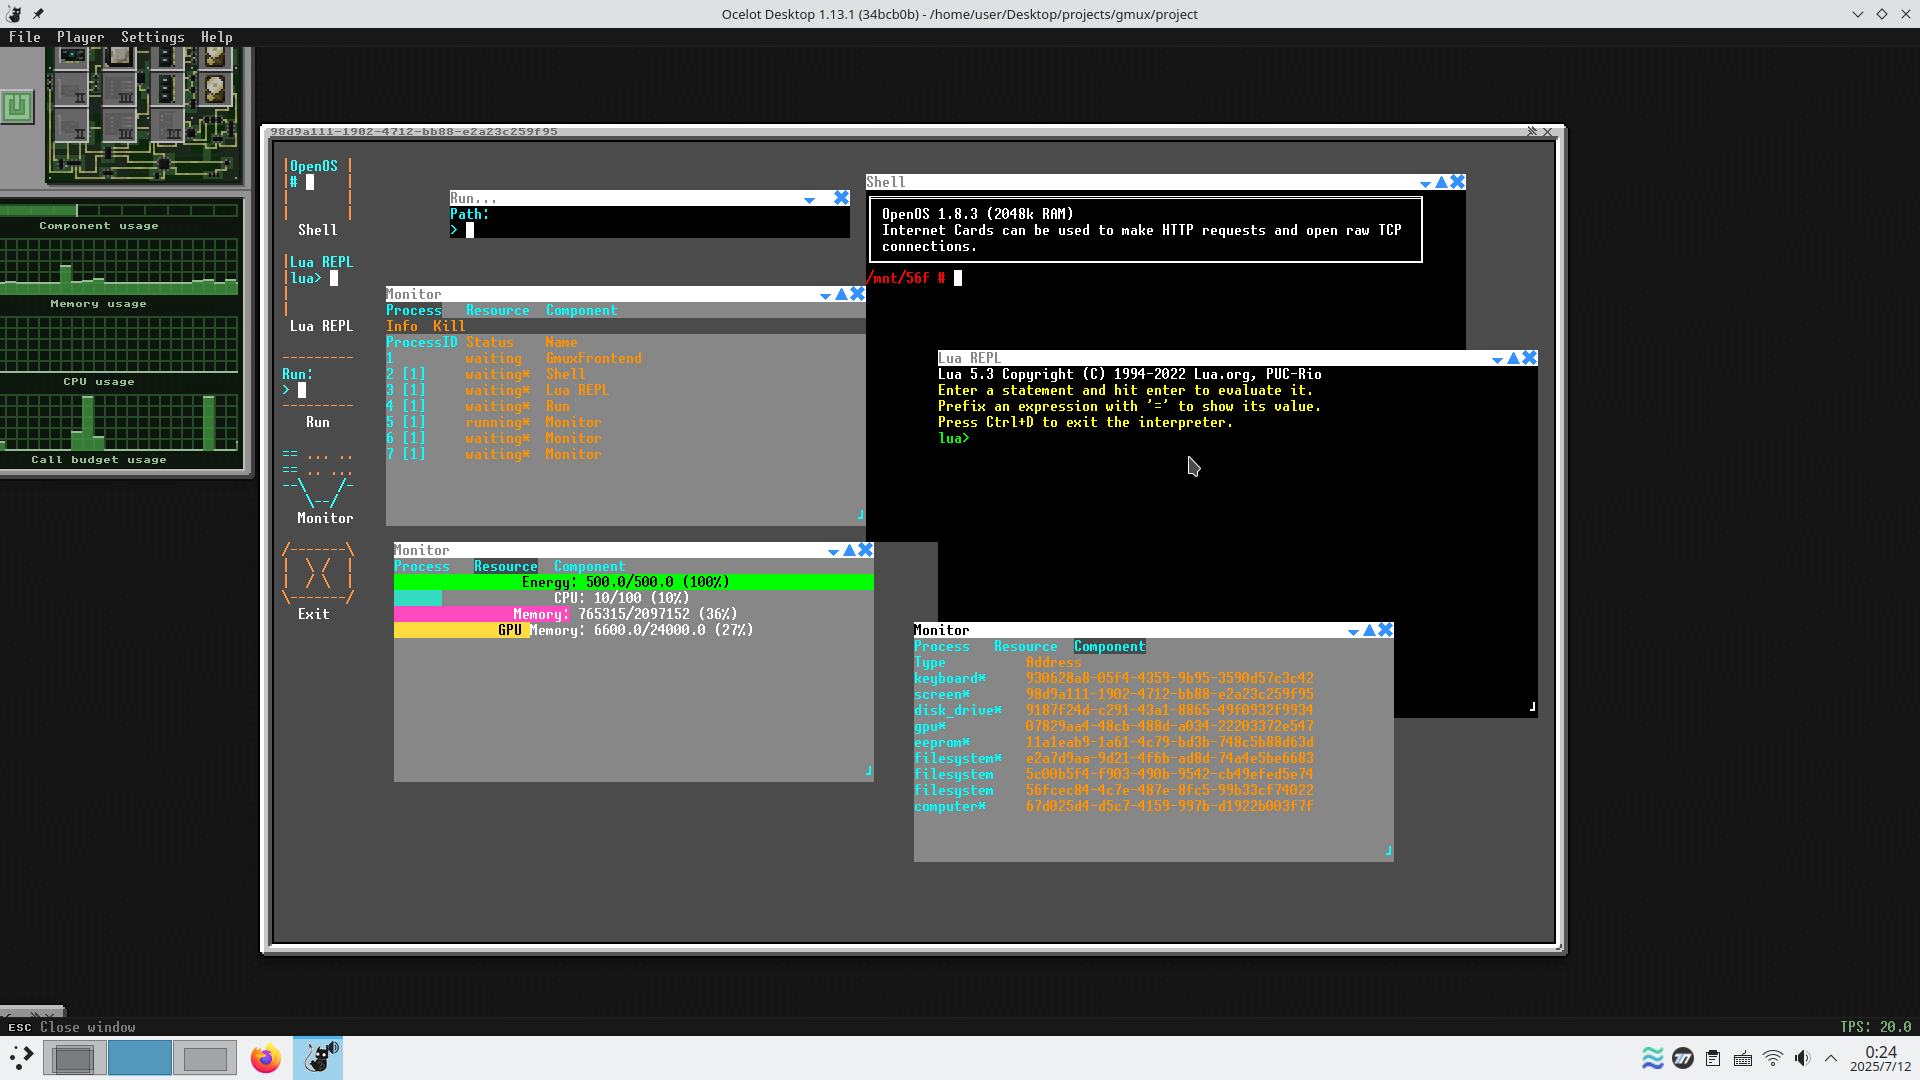 Ocelot Desktop 1.13.1 (34bcb0b) - /home/user/Desktop/projects/gmux/project
File Player Settings Help
Component usage
Memory usage
CPU usage
Call budget usage
98d9a111-1902-4712-bb88-e2a23c259f95
OpenOS
#
Shell
Lua REPL
lua>
Lua REPL
Run:
>
Run
Monitor
Exit
Run...
Path:
>
Monitor
Process Resource Component
Info Kill
ProcessID Status Name
1 waiting GmuxFrontend
2 [1] waiting* Shell
3 [1] waiting* Lua REPL
4 [1] waiting* Run
5 [1] running* Monitor
6 [1] waiting* Monitor
7 [1] waiting* Monitor
Monitor
Process Resource Component
Energy: 500.0/500.0 (100%)
CPU: 10/100 (10%)
Memory: 765315/2097152 (36%)
GPU Memory: 6600.0/24000.0 (27%)
Shell
OpenOS 1.8.3 (2048k RAM)
Internet Cards can be used to make HTTP requests and open raw TCP
connections.
/mnt/56f #
Lua REPL
Lua 5.3 Copyright (C) 1994-2022 Lua.org, PUC-Rio
Enter a statement and hit enter to evaluate it.
Prefix an expression with '=' to show its value.
Press Ctrl+D to exit the interpreter.
lua>
Monitor
Process Resource Component
Type Address
keyboard* 930628a8-05f4-4359-9b95-3590d57c3c42
screen* 98d9a111-1902-4712-bb88-e2a23c259f95
disk_drive* 9187f24d-c291-43a1-8865-49f0932f9934
gpu* 07829aa4-48cb-488d-a034-22203372e547
eeprom* 11a1eab9-1a61-4c79-bd3b-748c5b88d63d
filesystem* e2a7d9aa-9d21-4f6b-ad8d-74a4e5be6683
filesystem 5c00b5f4-f903-490b-9542-cb49efed5e74
filesystem 56fcec84-4c7e-487e-8fc5-99b33cf74022
computer* 67d025d4-d5c7-4159-997b-d1922b003f7f
ESC Close window
TPS: 20.0
0:24
2025/7/12